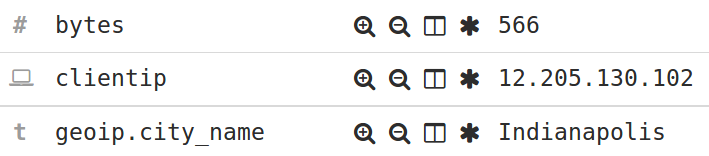 # bytes 566
clientip 12.205.130.102
t geoip.city_name Indianapolis